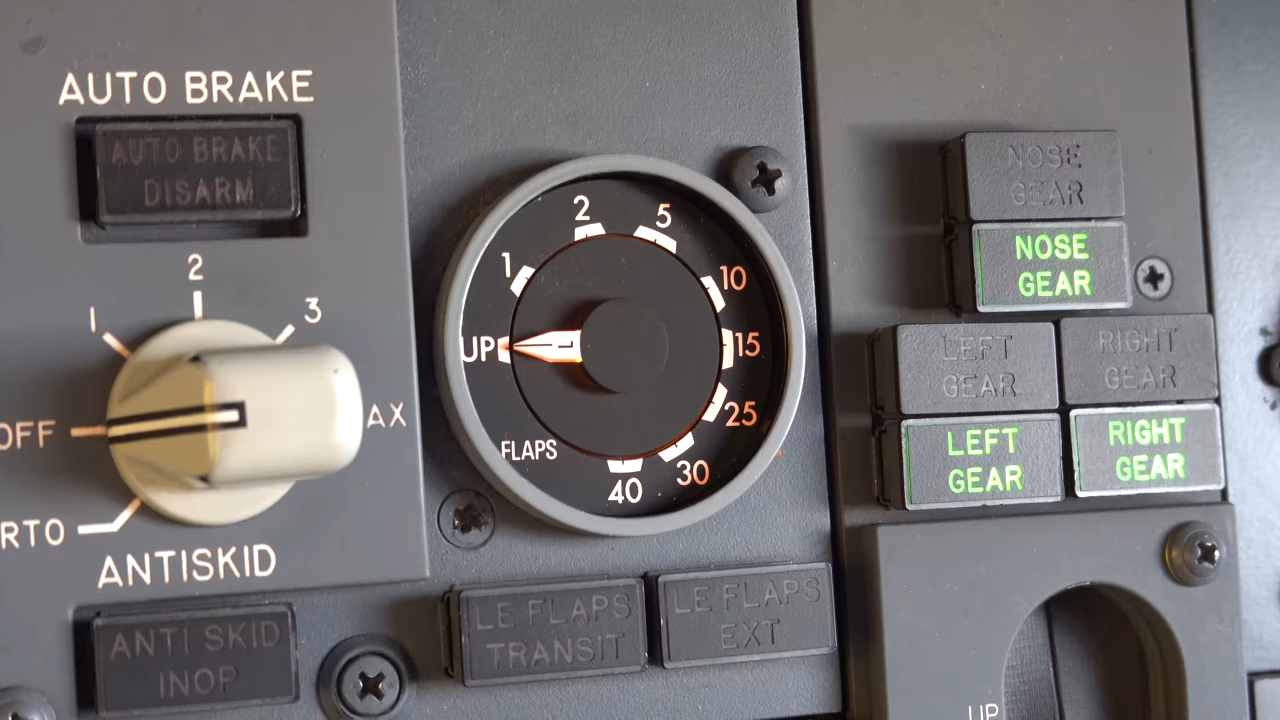 AUTO BRAKE
AUTO BRAKE
DISARM
1
2
3
OFF
AX
RTO
ANTISKID
ANTI SKID
INOP
UP
1
2
5
10
15
25
30
40
FLAPS
LE FLAPS
TRANSIT
LE FLAPS
EXT
NOSE
GEAR
NOSE
GEAR
LEFT
GEAR
RIGHT
GEAR
LEFT
GEAR
RIGHT
GEAR
UP